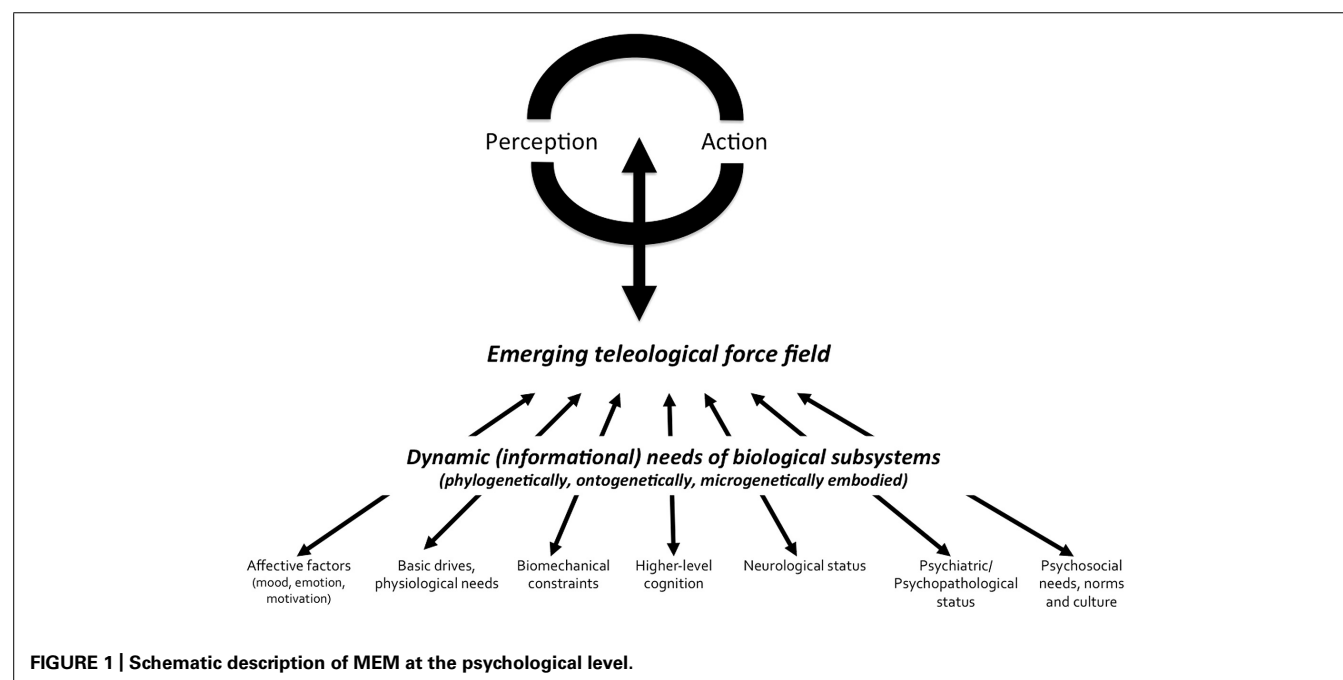 Perception Action
Emerging teleological force field
Dynamic (informational) needs of biological subsystems
(phylogenetically, ontogenetically, microgenetically embodied)
Affective factors
(mood, emotion,
motivation)
Basic drives,
physiological needs
Biomechanical
constraints
Higher-level
cognition
Neurological status
Psychiatric/
Psychopathological
status
Psychosocial
needs, norms
and culture
FIGURE 1 | Schematic description of MEM at the psychological level.